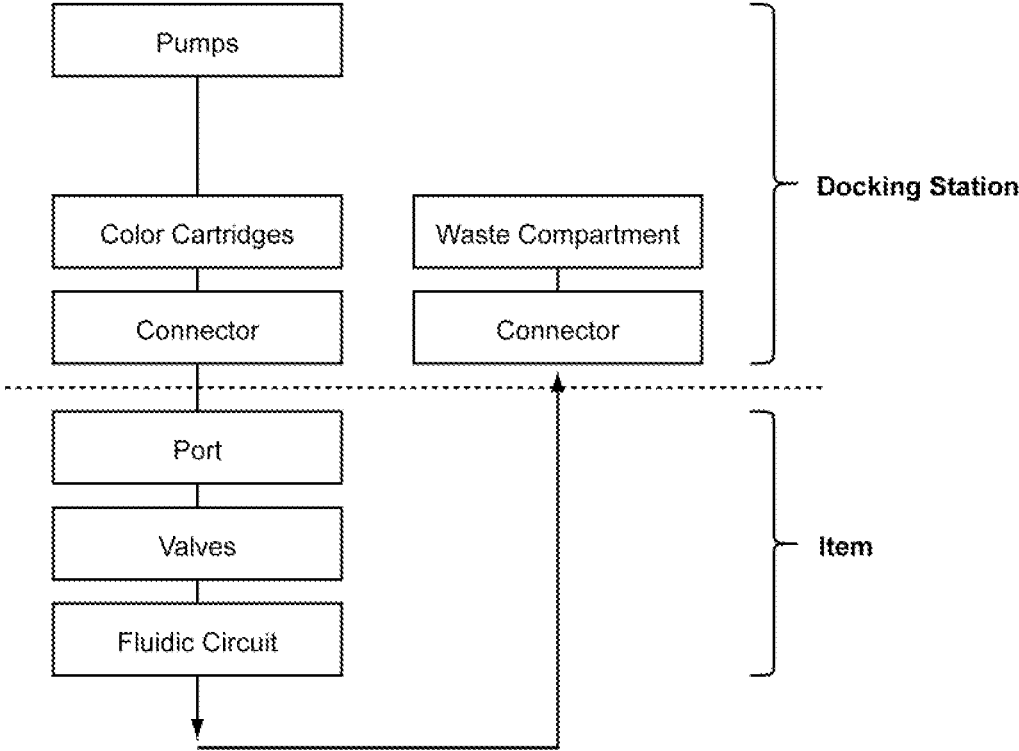 Pumps
Docking Station
Color Cartridges
Waste Compartment
Connector
Connector
Port
Valves
Item
Fluidic Circuit